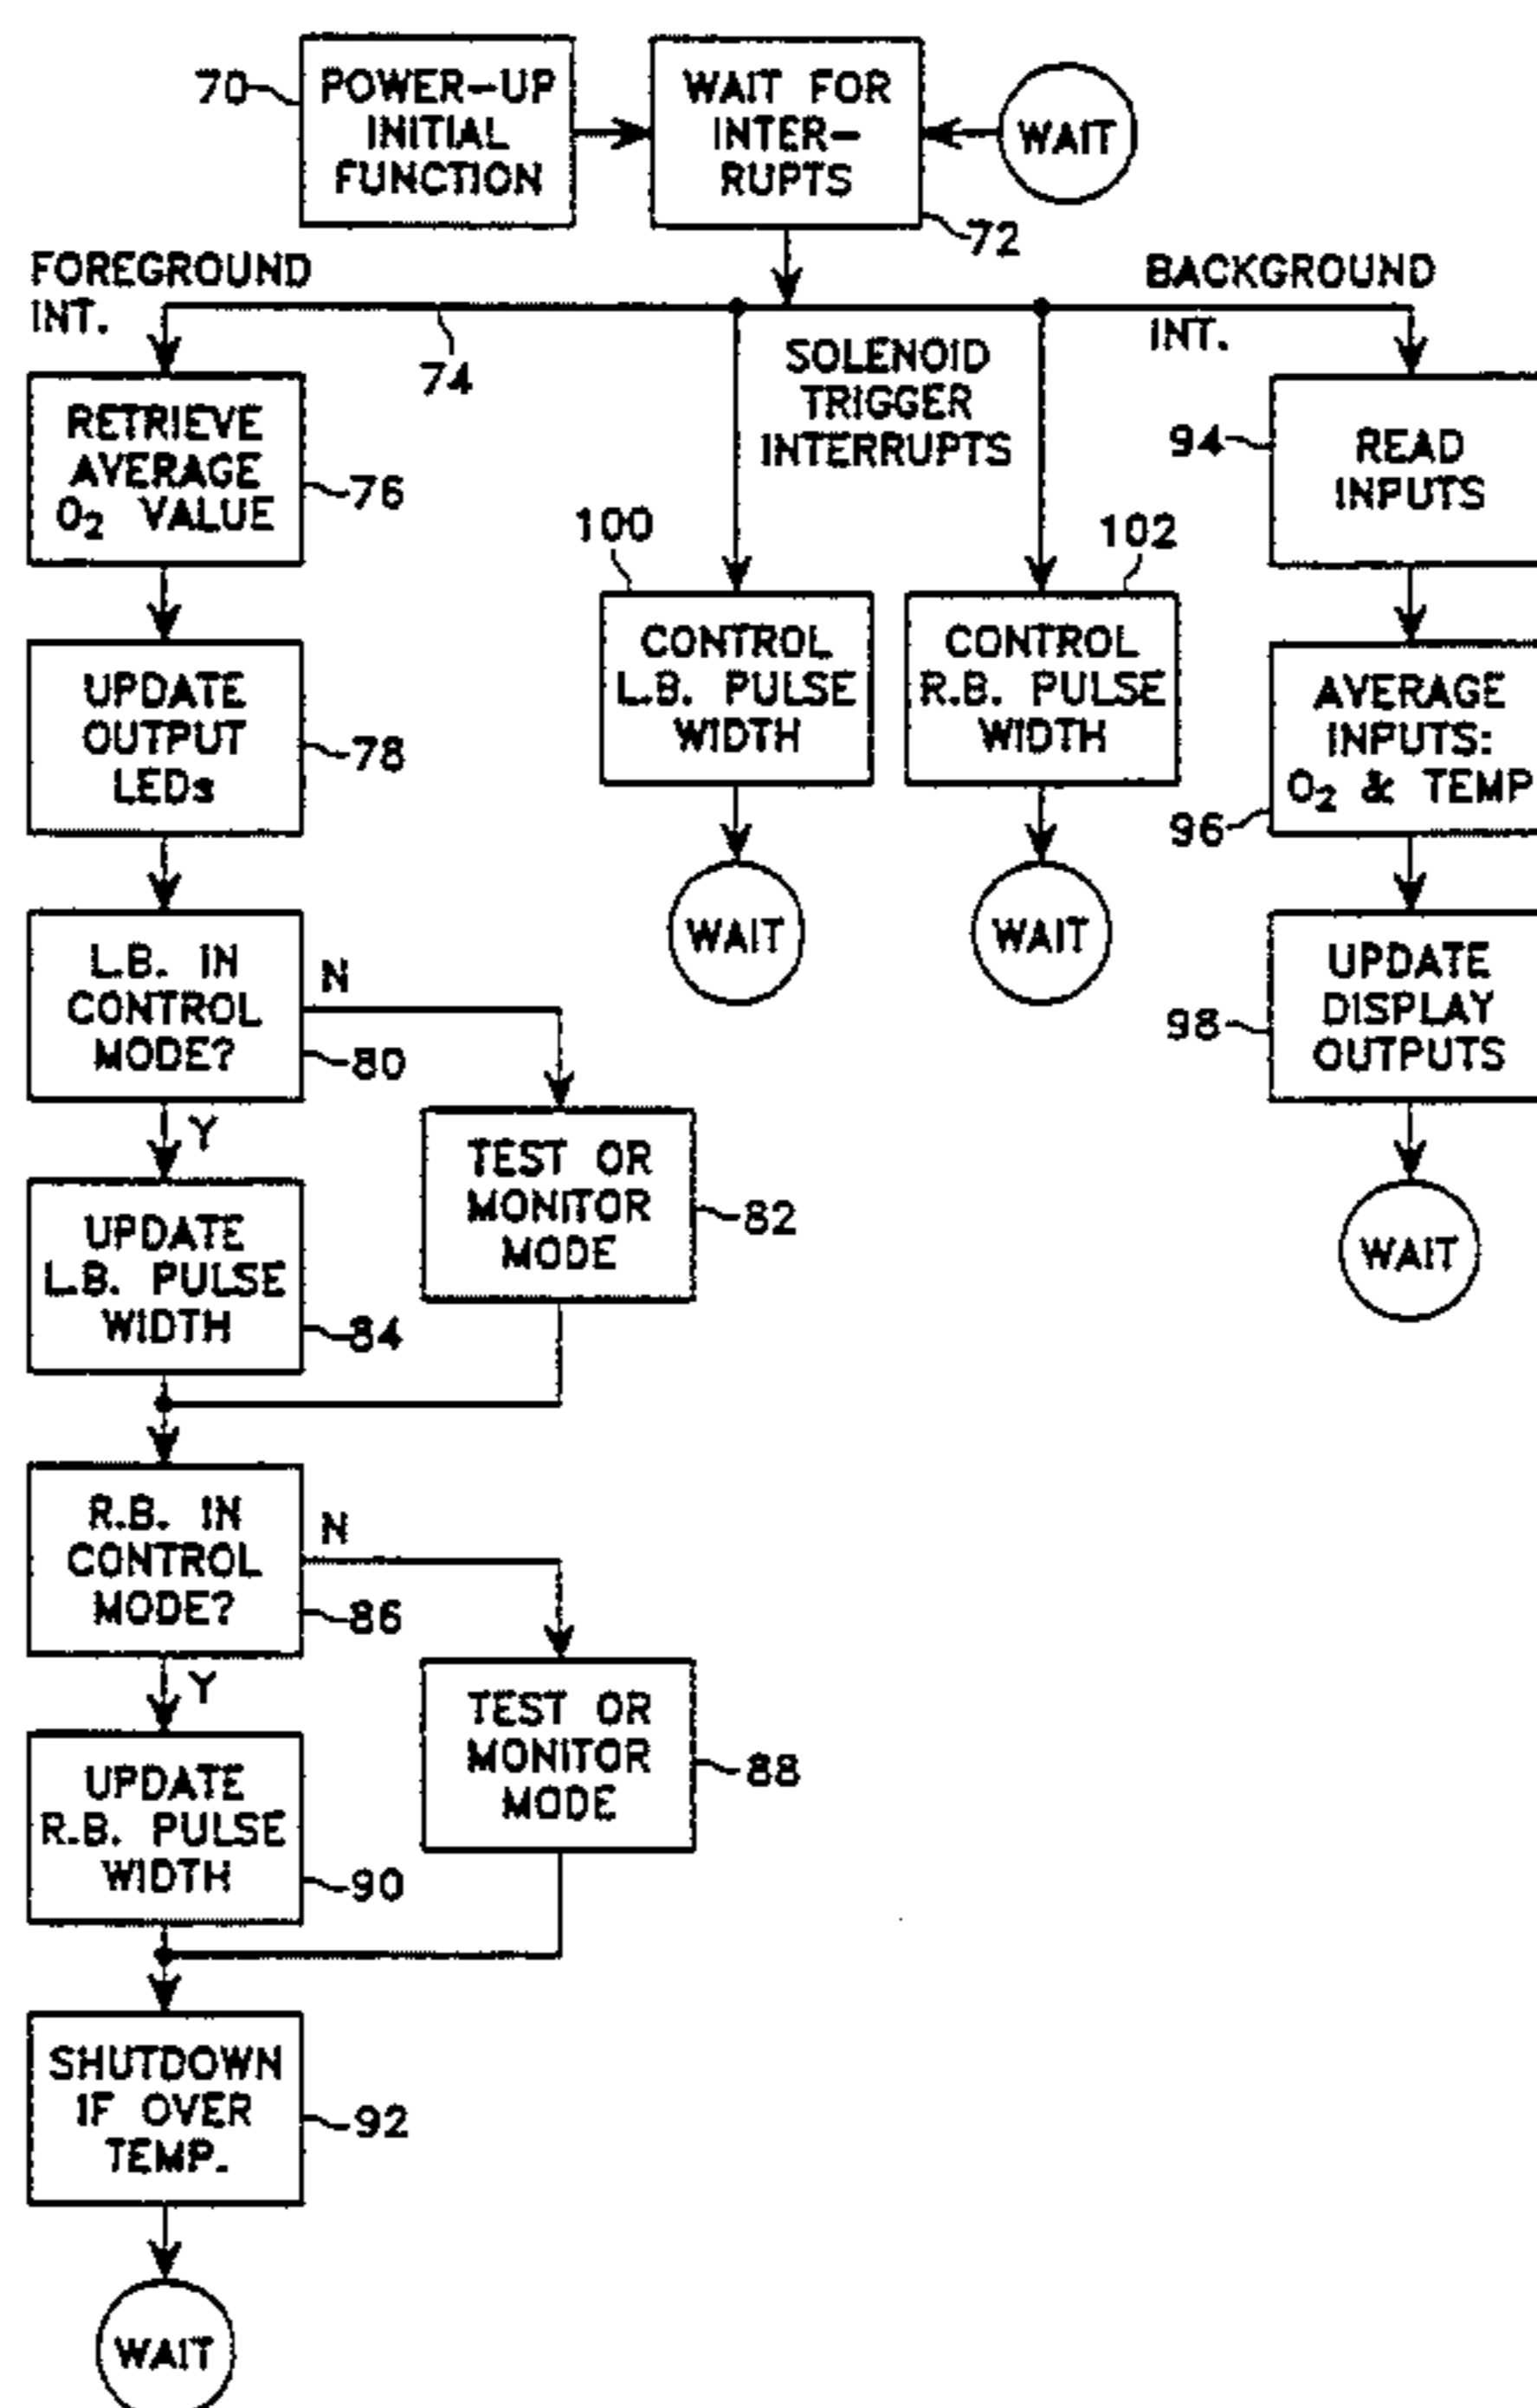 70
POWER-UP
INITIAL
FUNCTION
WAIT FOR
INTER-
RUPTS
WAIT
72
FOREGROUND
INT.
74
SOLENOID
TRIGGER
INTERRUPTS
BACKGROUND
INT.
RETRIEVE
AVERAGE
O₂ VALUE
76
UPDATE
OUTPUT
LEDs
78
L.B. IN
CONTROL
MODE?
80
N
Y
TEST OR
MONITOR
MODE
82
UPDATE
L.B. PULSE
WIDTH
84
R.B. IN
CONTROL
MODE?
86
N
Y
TEST OR
MONITOR
MODE
88
UPDATE
R.B. PULSE
WIDTH
90
SHUTDOWN
IF OVER
TEMP.
92
WAIT
100
CONTROL
L.B. PULSE
WIDTH
WAIT
102
CONTROL
R.B. PULSE
WIDTH
WAIT
94
READ
INPUTS
AVERAGE
INPUTS:
O₂ & TEMP
96
UPDATE
DISPLAY
OUTPUTS
98
WAIT